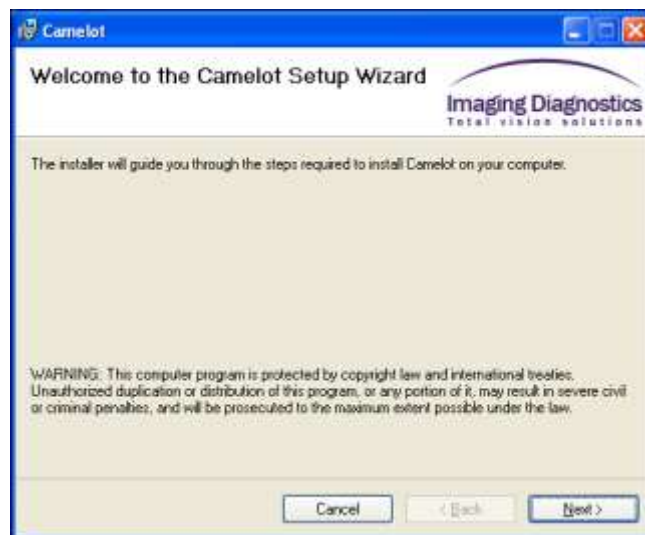 Camelot
Welcome to the Camelot Setup Wizard
Imaging Diagnostics
Total vision solutions
The installer will guide you through the steps required to install Camelot on your computer.
WARNING: This computer program is protected by copyright law and international treaties.
Unauthorized duplication or distribution of this program, or any portion of it, may result in severe civil
or criminal penalties, and will be prosecuted to the maximum extent possible under the law.
Cancel
< Back
Next >